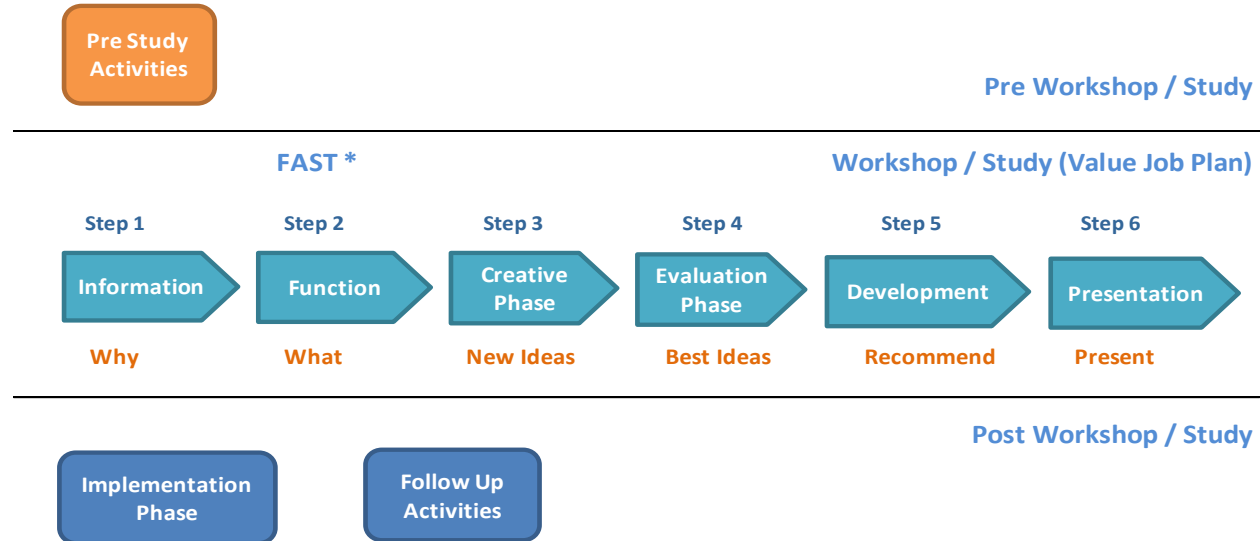 Pre Study
Activities
Pre Workshop / Study
FAST *
Workshop / Study (Value Job Plan)
Step 1
Step 2
Step 3
Step 4
Step 5
Step 6
Information
Function
Creative
Phase
Evaluation
Phase
Development
Presentation
Why
What
New Ideas
Best Ideas
Recommend
Present
Post Workshop / Study
Implementation
Phase
Follow Up
Activities